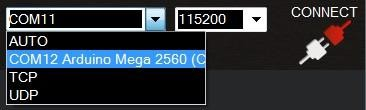 COM11 115200 CONNECT
AUTO
COM12 Arduino Mega 2560 (C
TCP
UDP